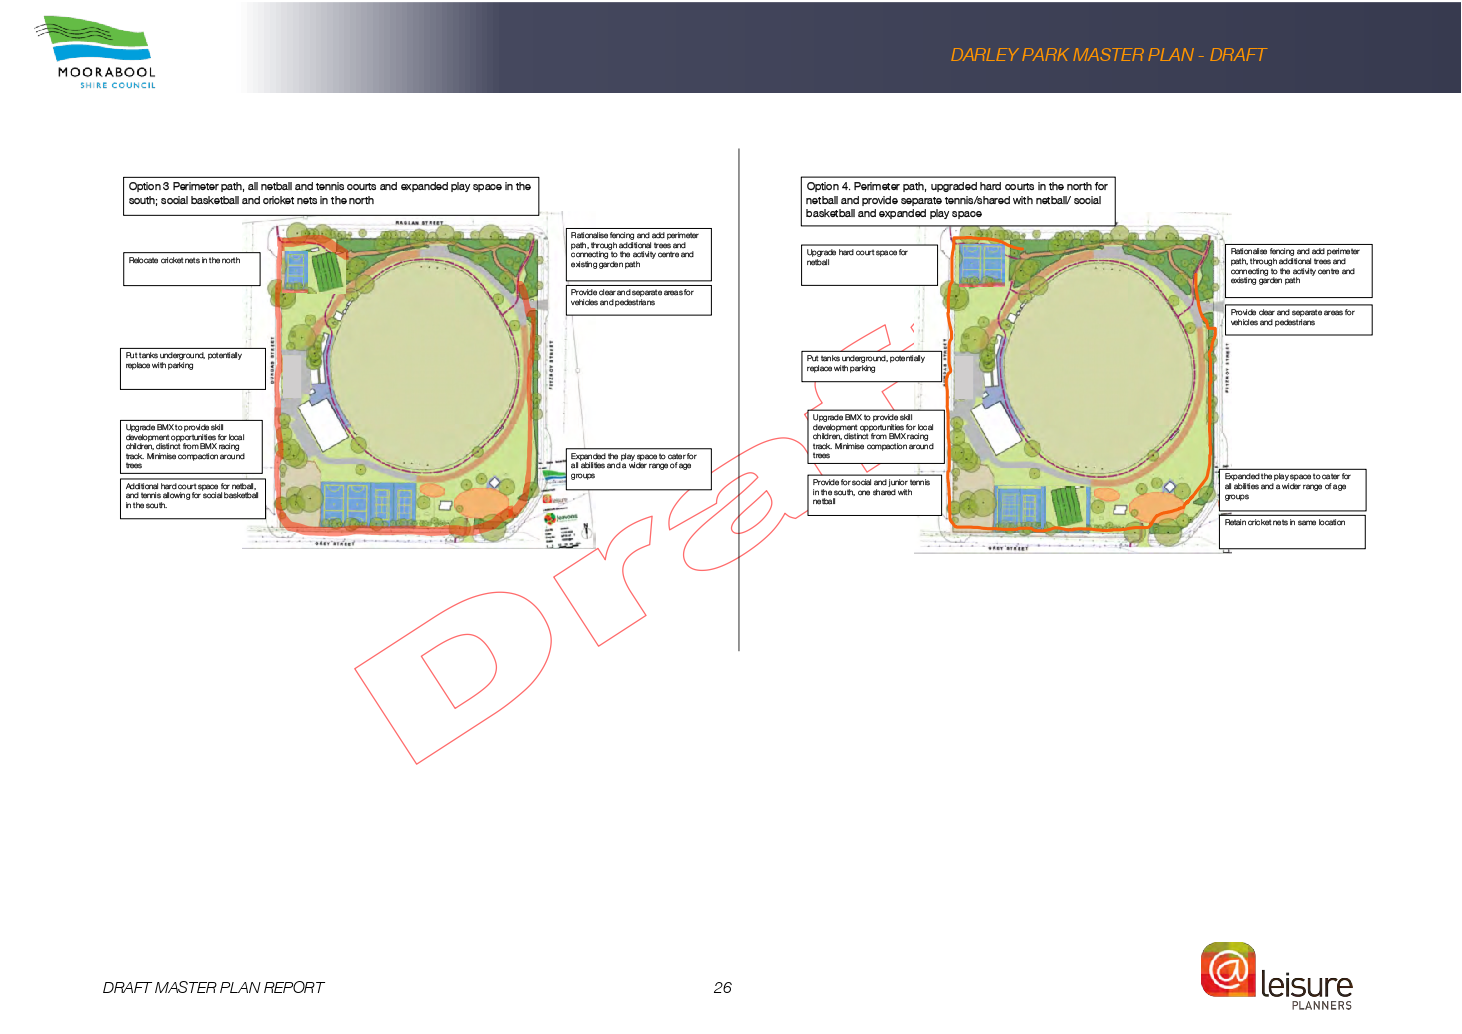 MOORABOOL
SHIRE COUNCIL
DARLEY PARK MASTER PLAN - DRAFT
Option 3 Perimeter path, all netball and tennis courts and expanded play space in the
south; social basketball and cricket nets in the north
RAGLAN STREET
Relocate cricket nets in the north
Rationalise fencing and add perimeter
path, through additional trees and
connecting to the activity centre and
existing garden path
Provide clear and separate areas for
vehicles and pedestrians
FITZROY STREET
Put tanks underground, potentially
replace with parking
Upgrade BMX to provide skill
development opportunities for local
children, distinct from BMX racing
track. Minimise compaction around
trees
Expanded the play space to cater for
all abilities and a wider range of age
groups
Additional hard court space for netball,
and tennis allowing for social basketball
in the south.
GREY STREET
Option 4. Perimeter path, upgraded hard courts in the north for
netball and provide separate tennis/shared with netball/ social
basketball and expanded play space
Upgrade hard court space for
netball
Rationalise fencing and add perimeter
path, through additional trees and
connecting to the activity centre and
existing garden path
Provide clear and separate areas for
vehicles and pedestrians
FITZROY STREET
Put tanks underground, potentially
replace with parking
Upgrade BMX to provide skill
development opportunities for local
children, distinct from BMX racing
track. Minimise compaction around
trees
Provide for social and junior tennis
in the south, one shared with
netball
Expanded the play space to cater for
all abilities and a wider range of age
groups
Retain cricket nets in same location
GREY STREET
Draft
DRAFT MASTER PLAN REPORT
26
@leisure
PLANNERS